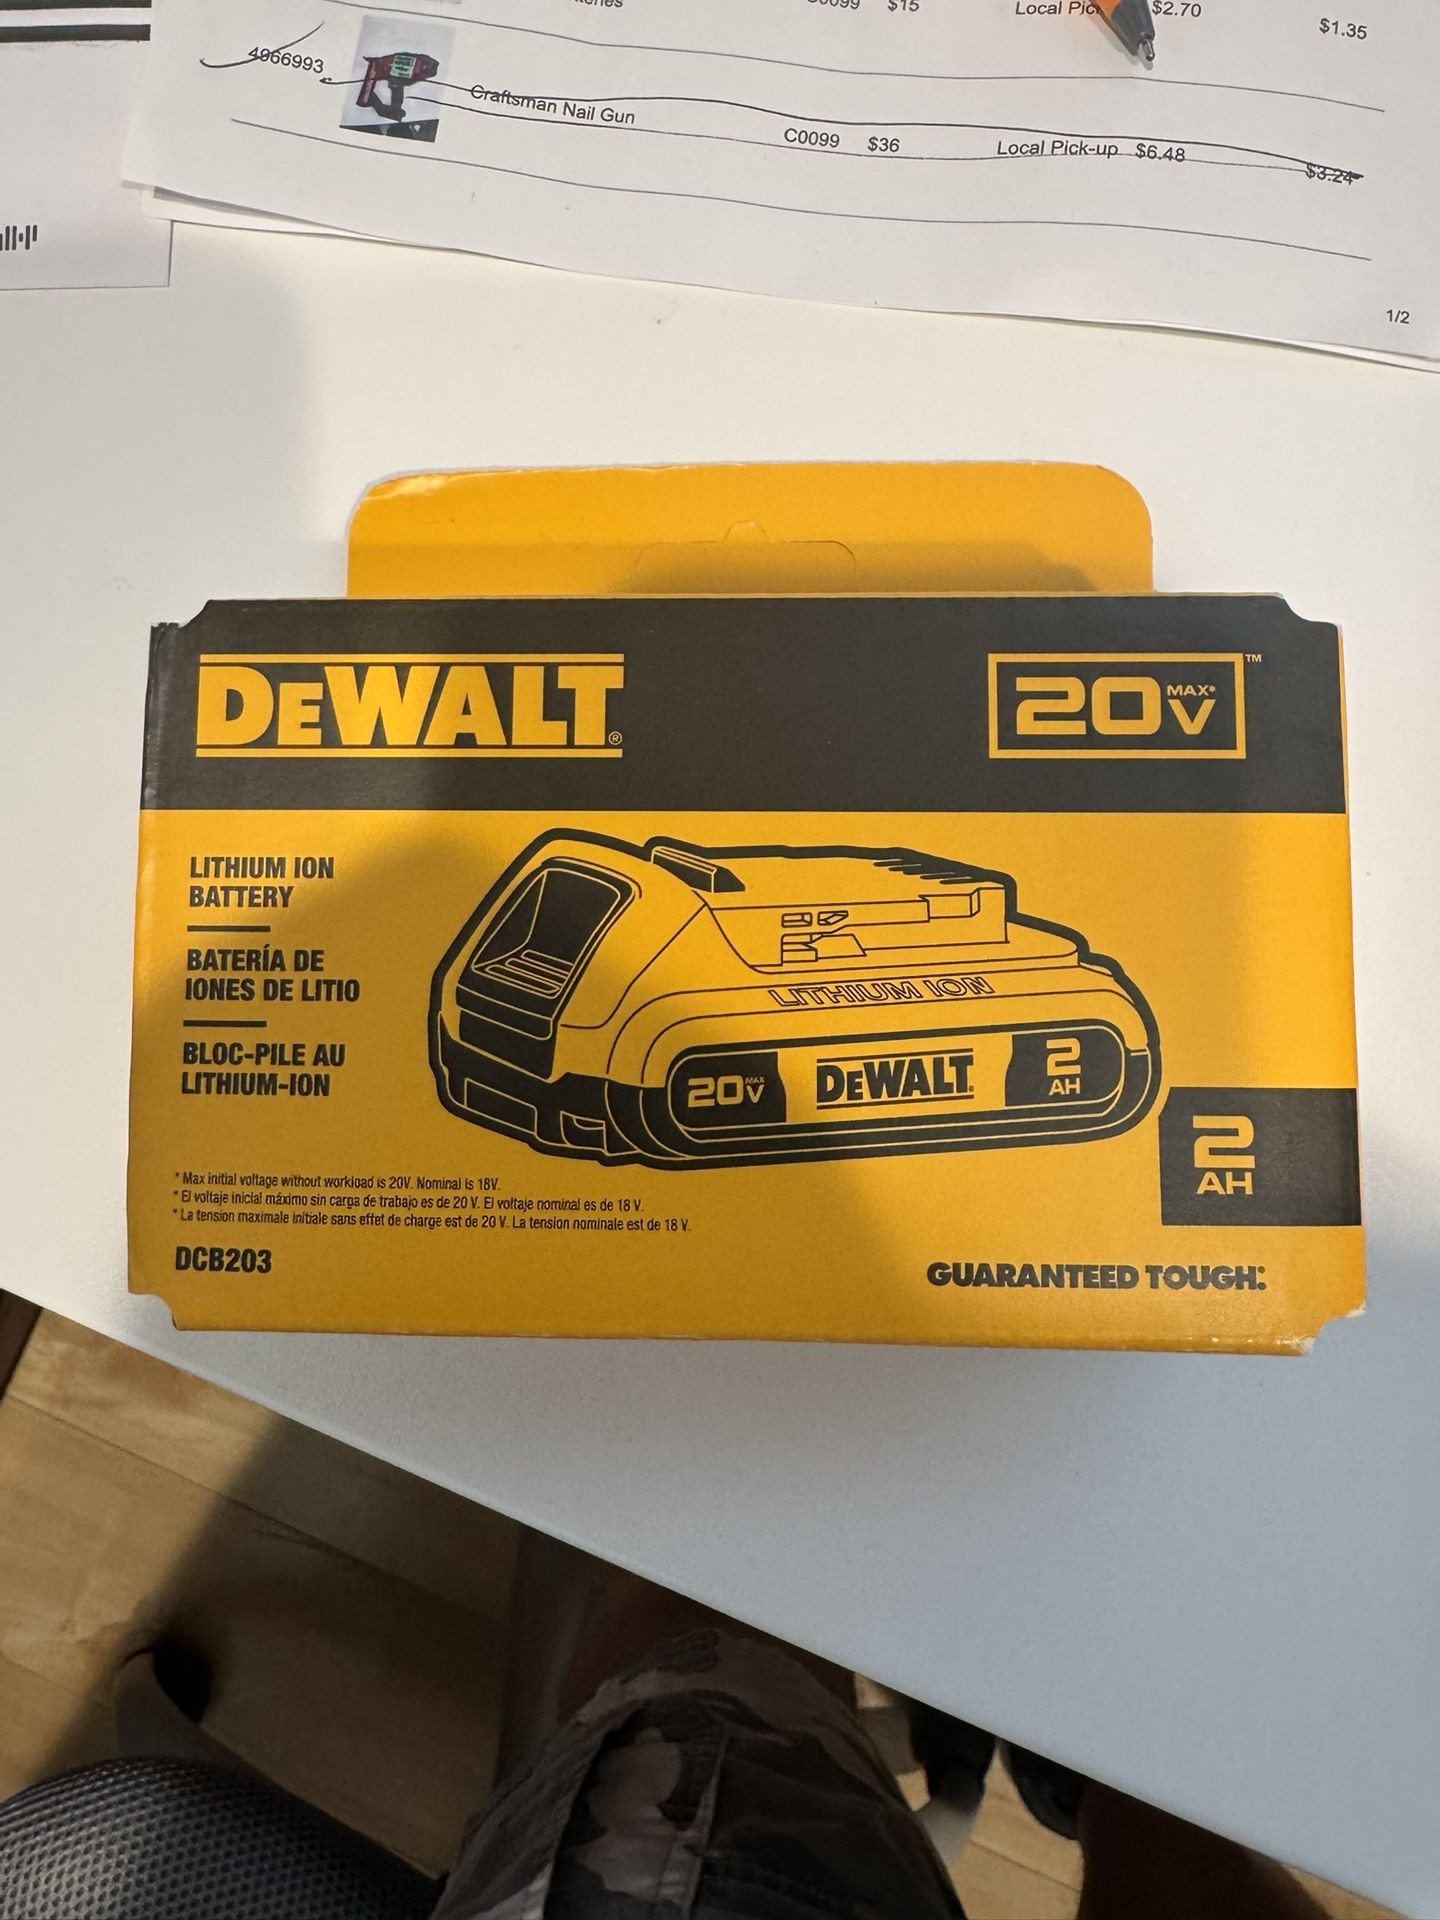 C0099 $15 Local $2.70 $1.35
4966993 Craftsman Nail Gun C0099 $36 Local Pick-up $6.48 $3.24
1/2
DEWALT®
20V MAX* ™
LITHIUM ION
BATTERY
BATERÍA DE
IONES DE LITIO
BLOC-PILE AU
LITHIUM-ION
LITHIUM ION
20V MAX DEWALT 2 AH
2
AH
* Max initial voltage without workload is 20V. Nominal is 18V.
* El voltaje inicial máximo sin carga de trabajo es de 20 V. El voltaje nominal es de 18 V.
* La tension maximale initiale sans effet de charge est de 20 V. La tension nominale est de 18 V.
DCB203
GUARANTEED TOUGH.®